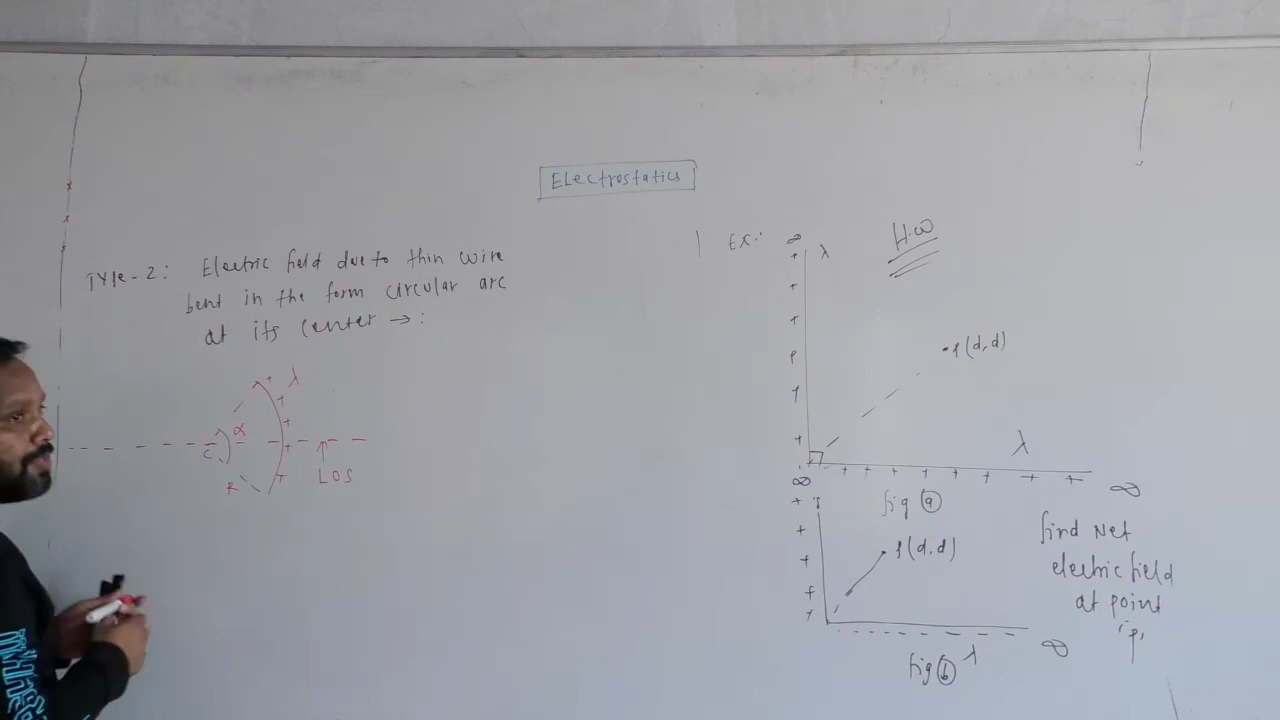 Electrostatics
TYPE-2: Electric field due to thin wire
bent in the form circular arc
at its center →:
λ
α
C
R
LOS
Ex:
∞ λ
H.W
P(d,d)
λ
∞
fig (a)
∞
P(d,d)
λ
∞
fig (b)
find Net
electric field
at point
'P'